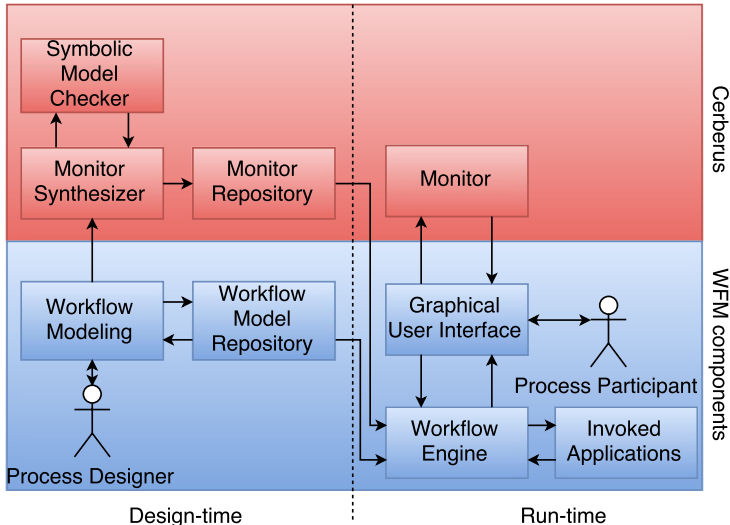 Symbolic
Model
Checker
Monitor
Synthesizer
Monitor
Repository
Monitor
Cerberus
Workflow
Modeling
Workflow
Model
Repository
Graphical
User Interface
Process Participant
WFM components
Process Designer
Workflow
Engine
Invoked
Applications
Design-time
Run-time